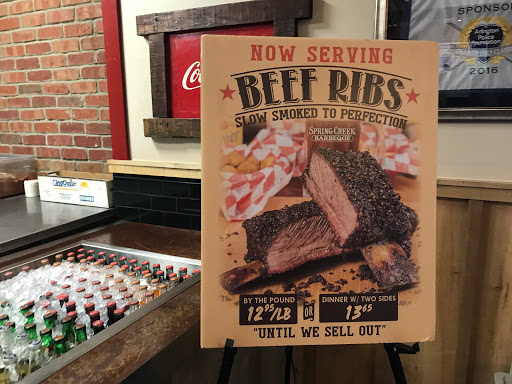 SPONSO
Arlington
Police
Foundation
2016
Co
NOW SERVING
BEEF RIBS
SLOW SMOKED TO PERFECTION
SPRING CREEK
BARBEQUE
BY THE POUND
12.95/LB
OR
DINNER W/ TWO SIDES
13.65
"UNTIL WE SELL OUT"